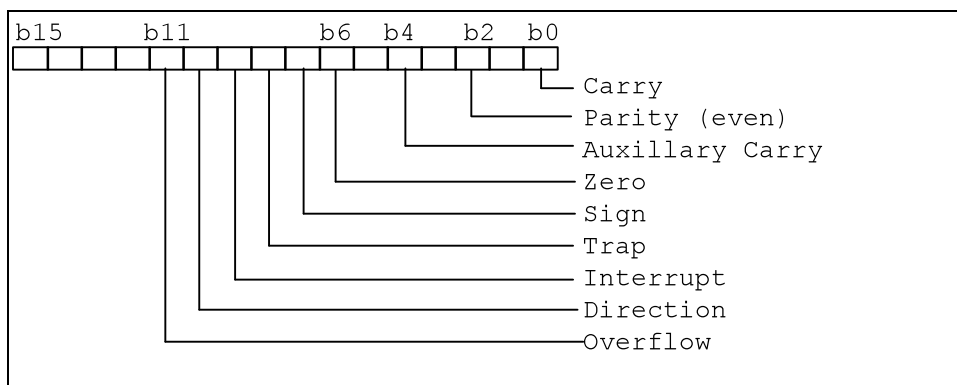 b15 b11 b6 b4 b2 b0
Carry
Parity (even)
Auxillary Carry
Zero
Sign
Trap
Interrupt
Direction
Overflow